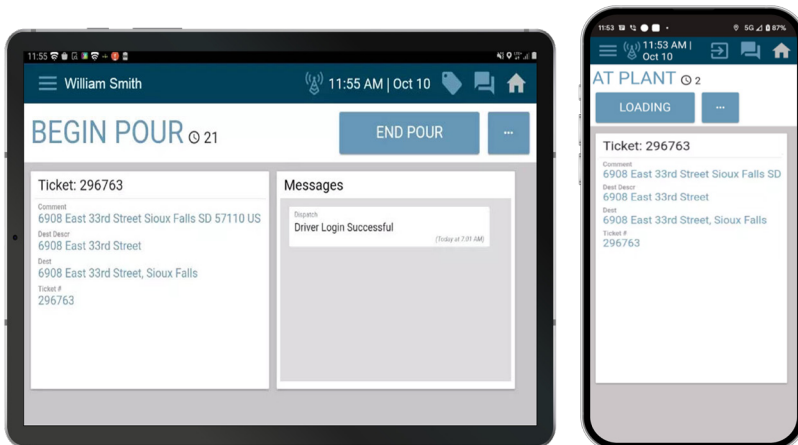 11:55
William Smith
11:55 AM | Oct 10
BEGIN POUR 21
END POUR
...
Ticket: 296763
Comment
6908 East 33rd Street Sioux Falls SD 57110 US
Dest Descr
6908 East 33rd Street
Dest
6908 East 33rd Street, Sioux Falls
Ticket #
296763
Messages
Dispatch
Driver Login Successful
(Today at 7:01 AM)
11:53
5G 87%
11:53 AM |
Oct 10
AT PLANT 2
LOADING
...
Ticket: 296763
Comment
6908 East 33rd Street Sioux Falls SD
Dest Descr
6908 East 33rd Street
Dest
6908 East 33rd Street, Sioux Falls
Ticket #
296763